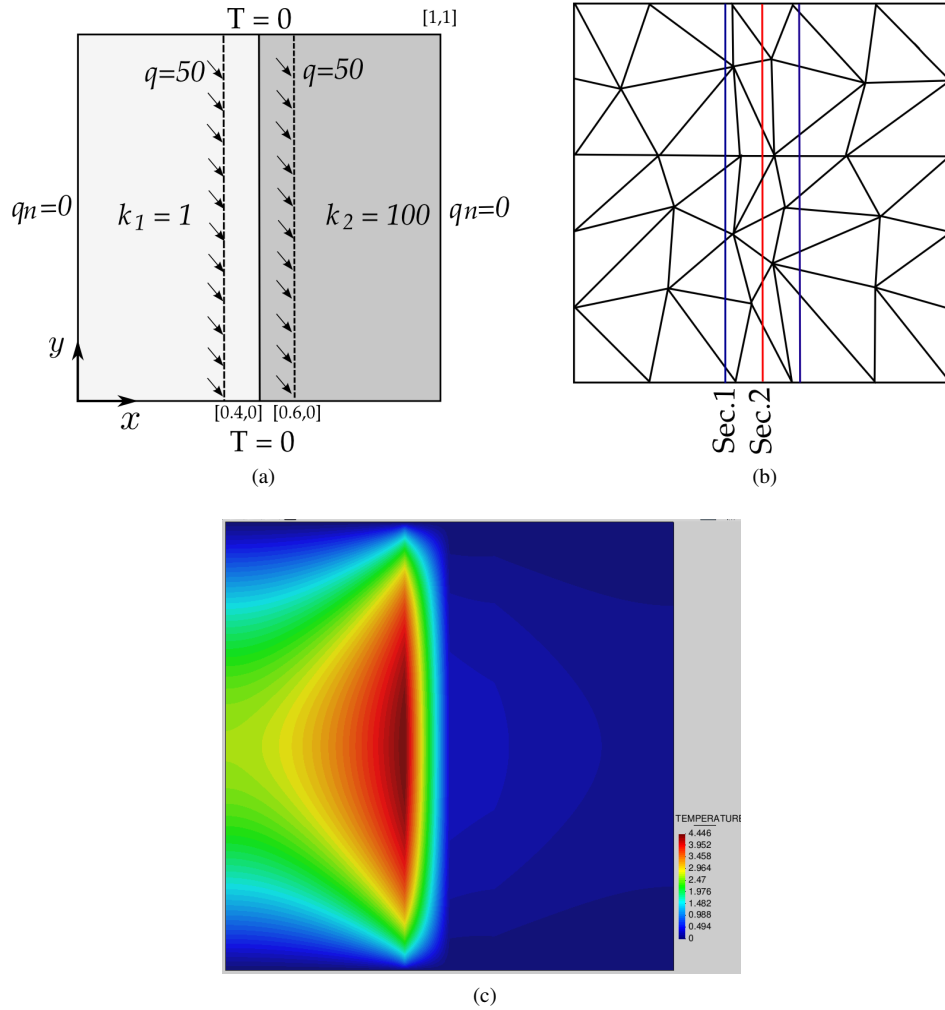 T = 0
[1,1]
q=50
q=50
qn=0
k1 = 1
k2 = 100
qn=0
y
x
[0.4,0]
[0.6,0]
T = 0
(a)
Sec.1
Sec.2
(b)
TEMPERATURE
4.446
3.952
3.458
2.964
2.47
1.976
1.482
0.988
0.494
0
(c)